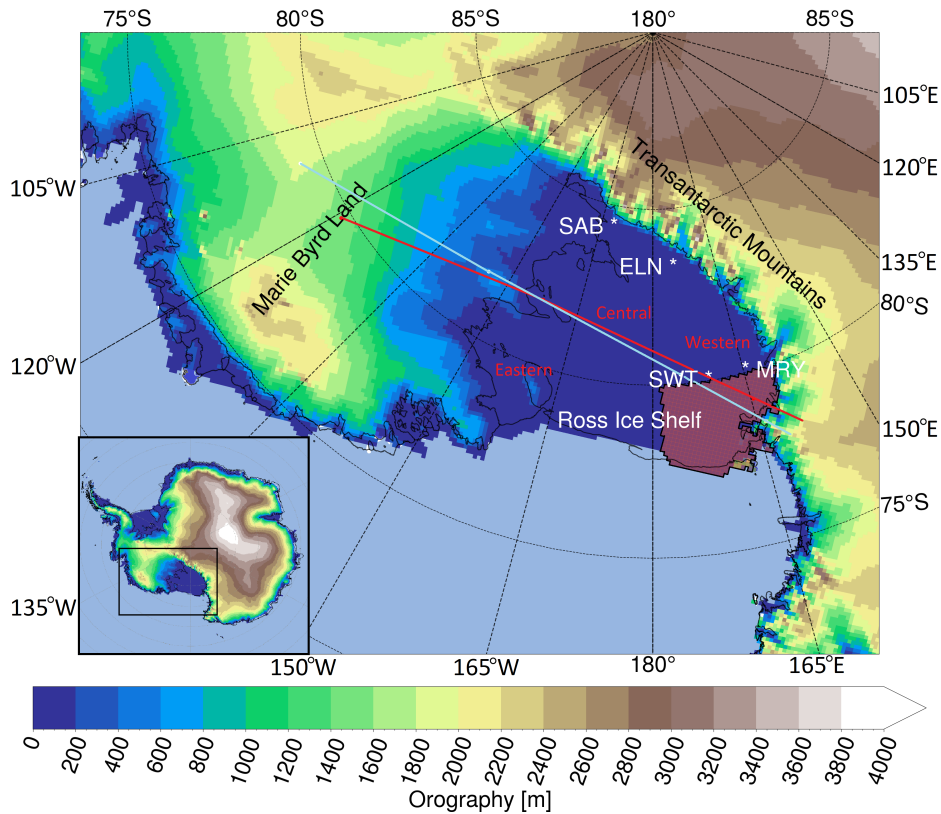 75°S 80°S 85°S 180° 85°S
105°E
120°E
Transantarctic Mountains
105°W
Marie Byrd Land
SAB *
ELN *
135°E
80°S
Central
Western
MRY
*
SWT *
Eastern
120°W
Ross Ice Shelf
150°E
75°S
135°W
150°W 165°W 180° 165°E
0 200 400 600 800 1000 1200 1400 1600 1800 2000 2200 2400 2600 2800 3000 3200 3400 3600 3800 4000
Orography [m]